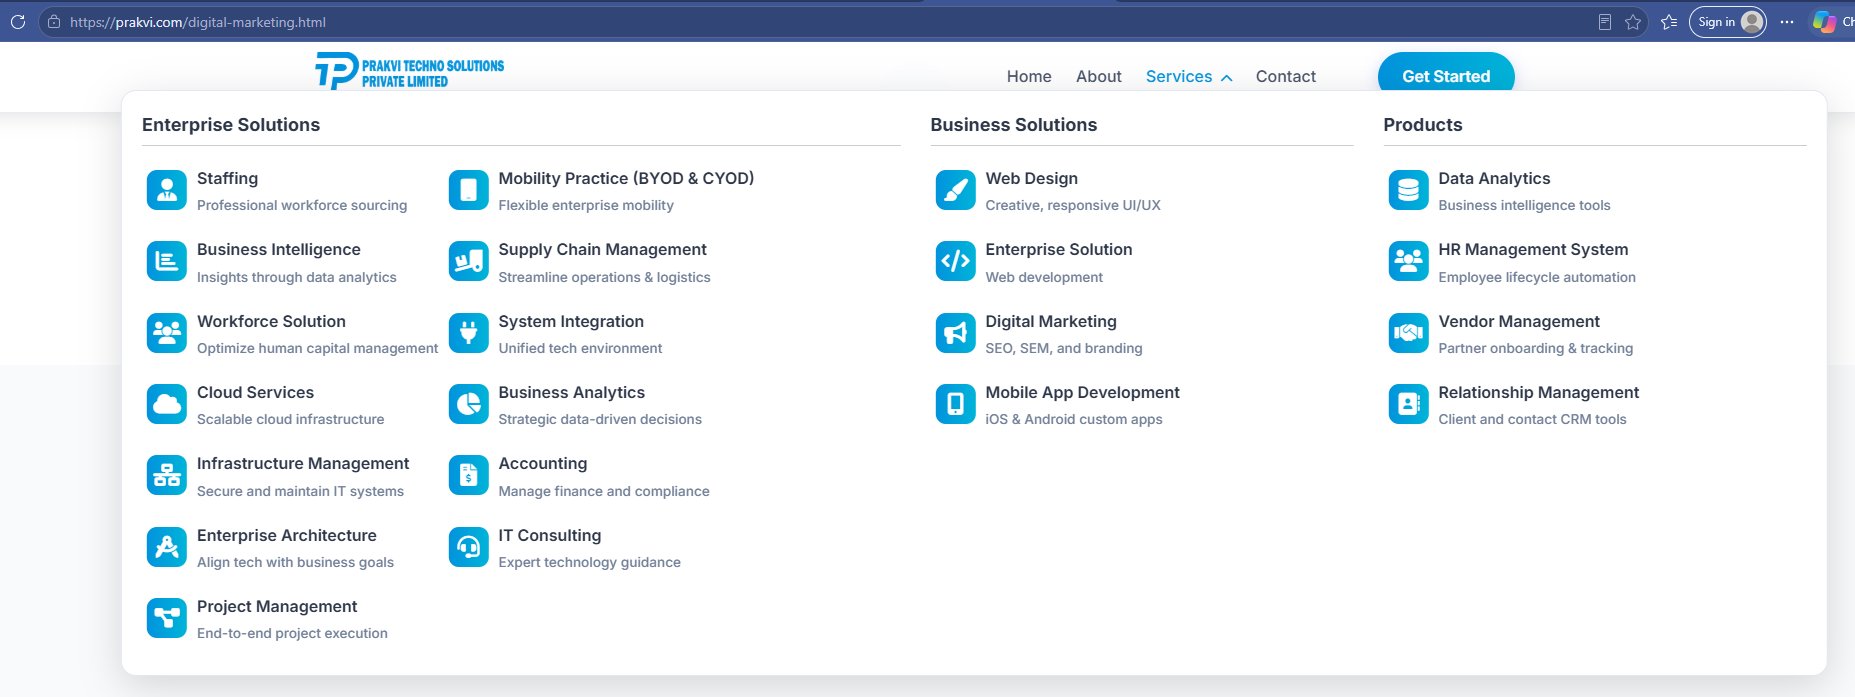 https://prakvi.com/digital-marketing.html
Sign in
PRAKVI TECHNO SOLUTIONS
PRIVATE LIMITED
Home
About
Services
Contact
Get Started
Enterprise Solutions
Staffing
Professional workforce sourcing
Business Intelligence
Insights through data analytics
Workforce Solution
Optimize human capital management
Cloud Services
Scalable cloud infrastructure
Infrastructure Management
Secure and maintain IT systems
Enterprise Architecture
Align tech with business goals
Project Management
End-to-end project execution
Mobility Practice (BYOD & CYOD)
Flexible enterprise mobility
Supply Chain Management
Streamline operations & logistics
System Integration
Unified tech environment
Business Analytics
Strategic data-driven decisions
Accounting
Manage finance and compliance
IT Consulting
Expert technology guidance
Business Solutions
Web Design
Creative, responsive UI/UX
Enterprise Solution
Web development
Digital Marketing
SEO, SEM, and branding
Mobile App Development
iOS & Android custom apps
Products
Data Analytics
Business intelligence tools
HR Management System
Employee lifecycle automation
Vendor Management
Partner onboarding & tracking
Relationship Management
Client and contact CRM tools